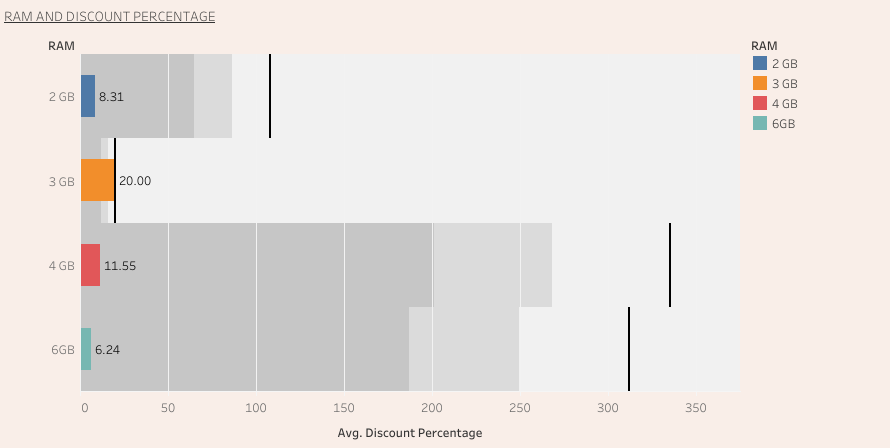 RAM AND DISCOUNT PERCENTAGE
RAM
2 GB
8.31
3 GB
20.00
4 GB
11.55
6GB
6.24
0
50
100
150
200
250
300
350
Avg. Discount Percentage
RAM
2 GB
3 GB
4 GB
6GB